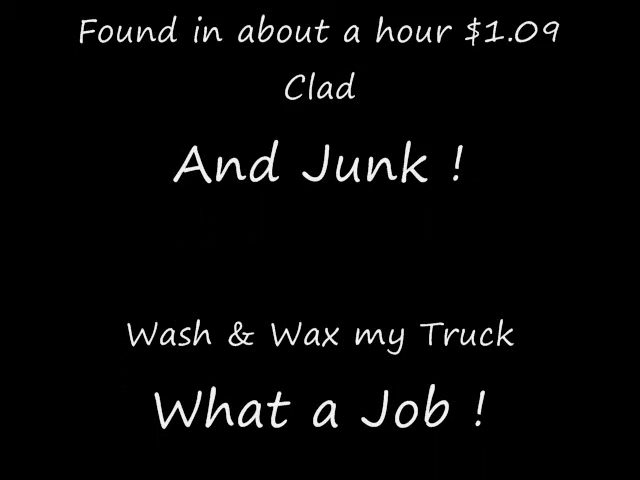 Found in about a hour $1.09
Clad
And Junk !
Wash & Wax my Truck
What a Job !